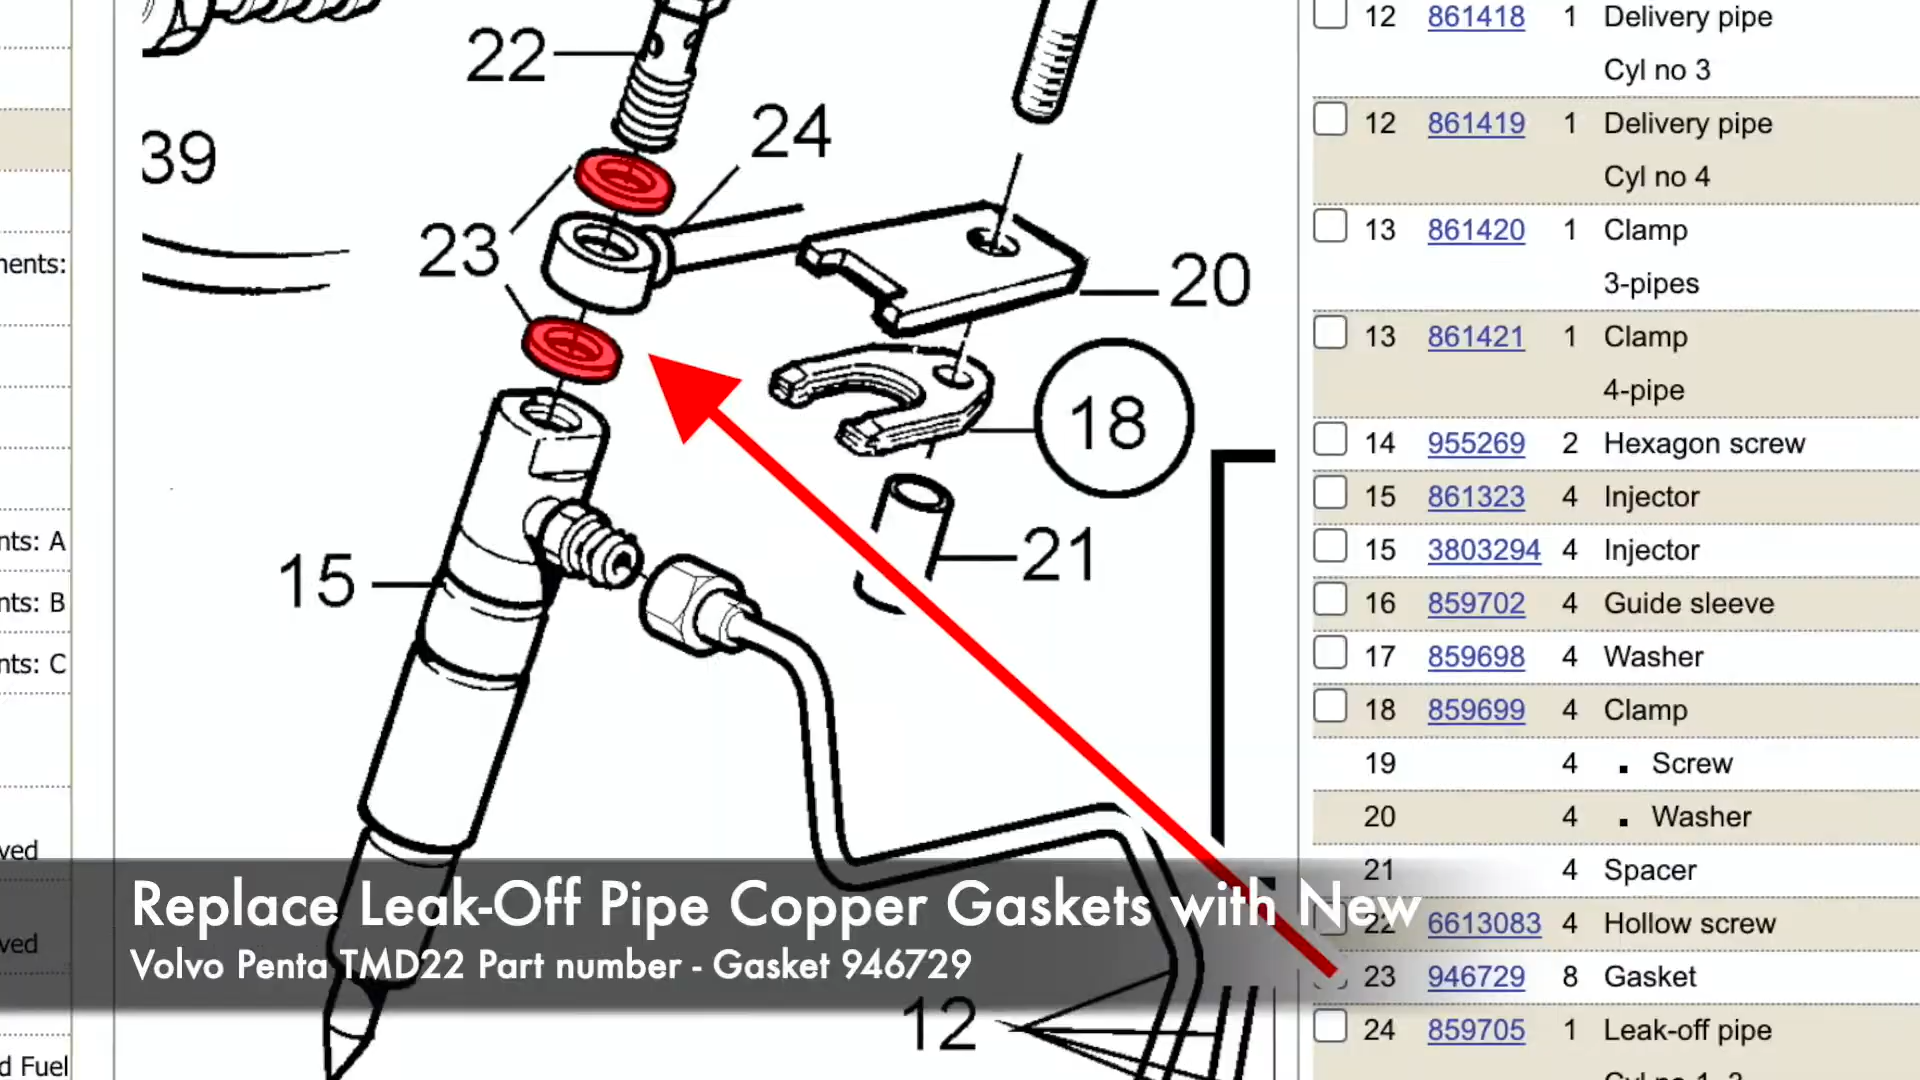 ments:
nts: A
nts: B
nts: C
ved
ved
d Fuel
39
22
24
23
20
18
21
15
12
12 861418 1 Delivery pipe
Cyl no 3
12 861419 1 Delivery pipe
Cyl no 4
13 861420 1 Clamp
3-pipes
13 861421 1 Clamp
4-pipe
14 955269 2 Hexagon screw
15 861323 4 Injector
15 3803294 4 Injector
16 859702 4 Guide sleeve
17 859698 4 Washer
18 859699 4 Clamp
19 4 ▪ Screw
20 4 ▪ Washer
21 4 Spacer
22 6613083 4 Hollow screw
23 946729 8 Gasket
24 859705 1 Leak-off pipe
Replace Leak-Off Pipe Copper Gaskets with New
Volvo Penta TMD22 Part number - Gasket 946729